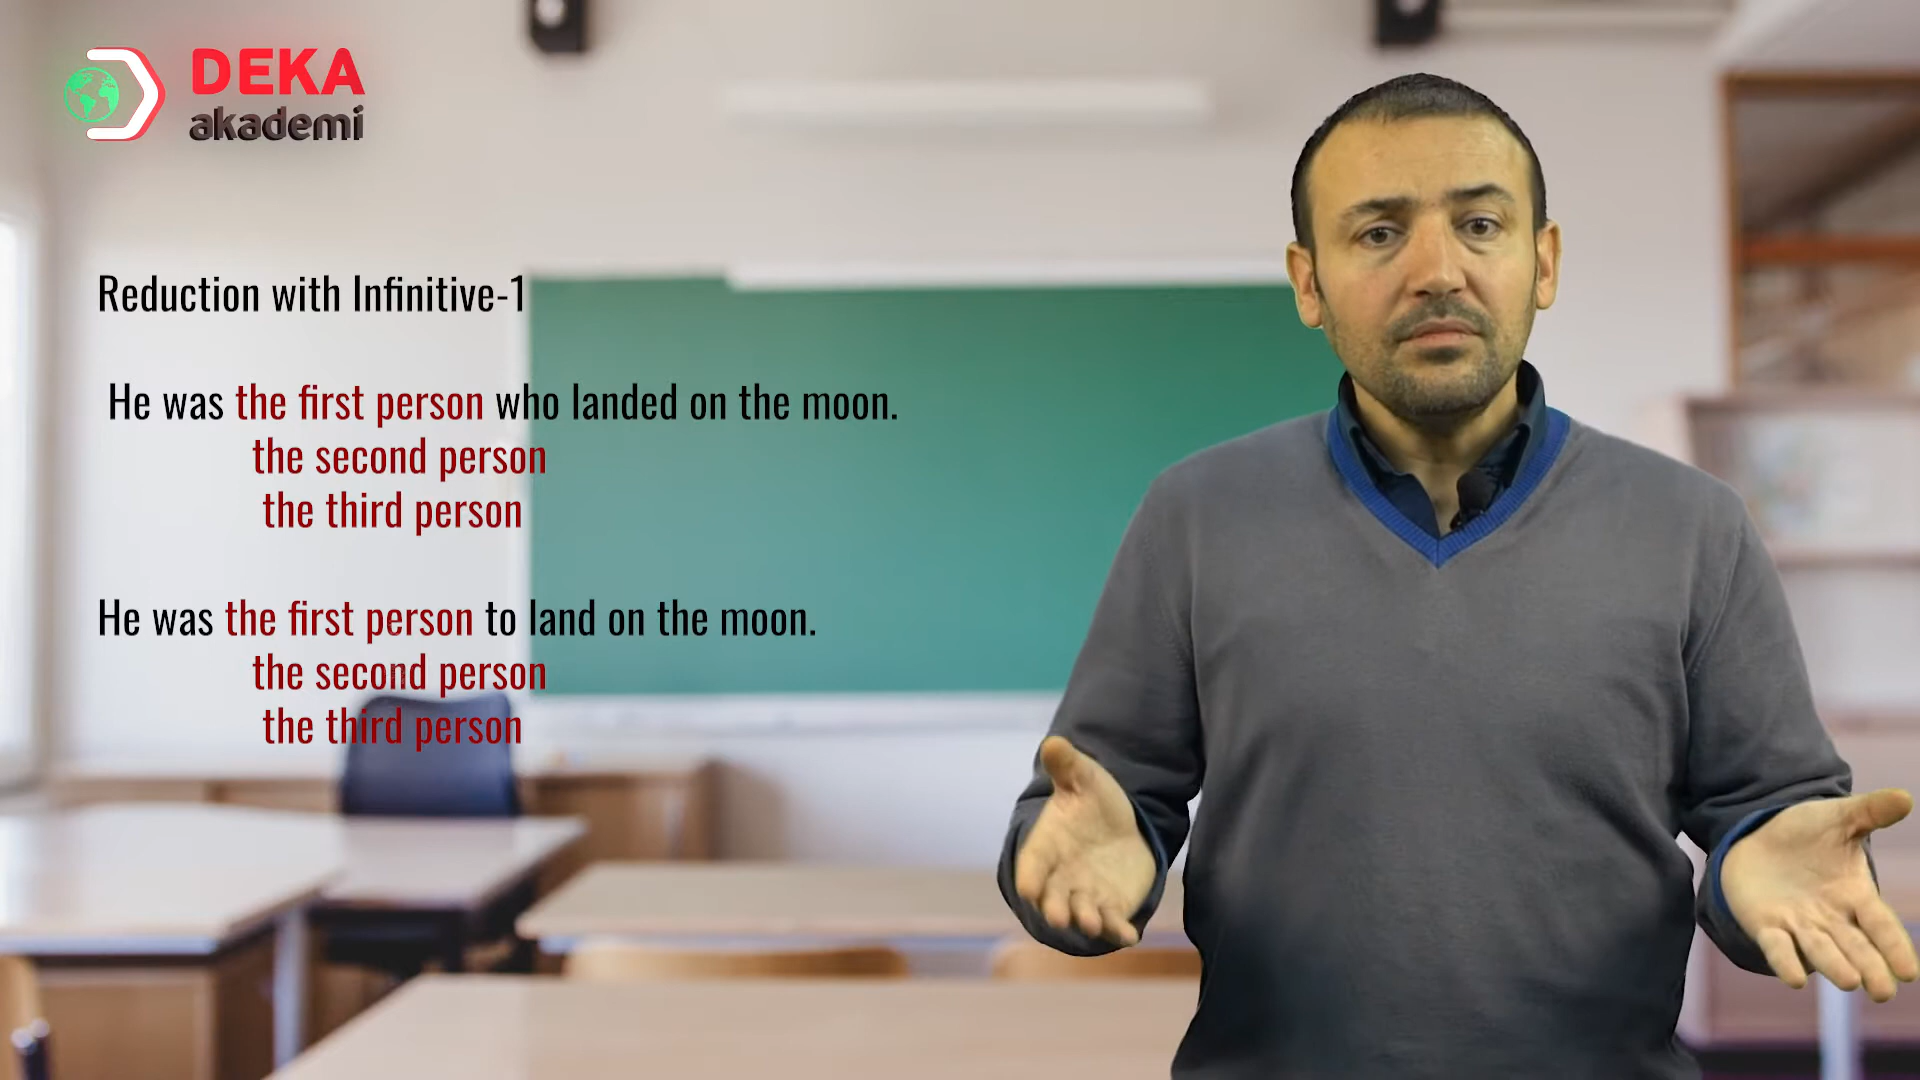 DEKA
akademi
Reduction with Infinitive-1
He was the first person who landed on the moon.
the second person
the third person
He was the first person to land on the moon.
the second person
the third person